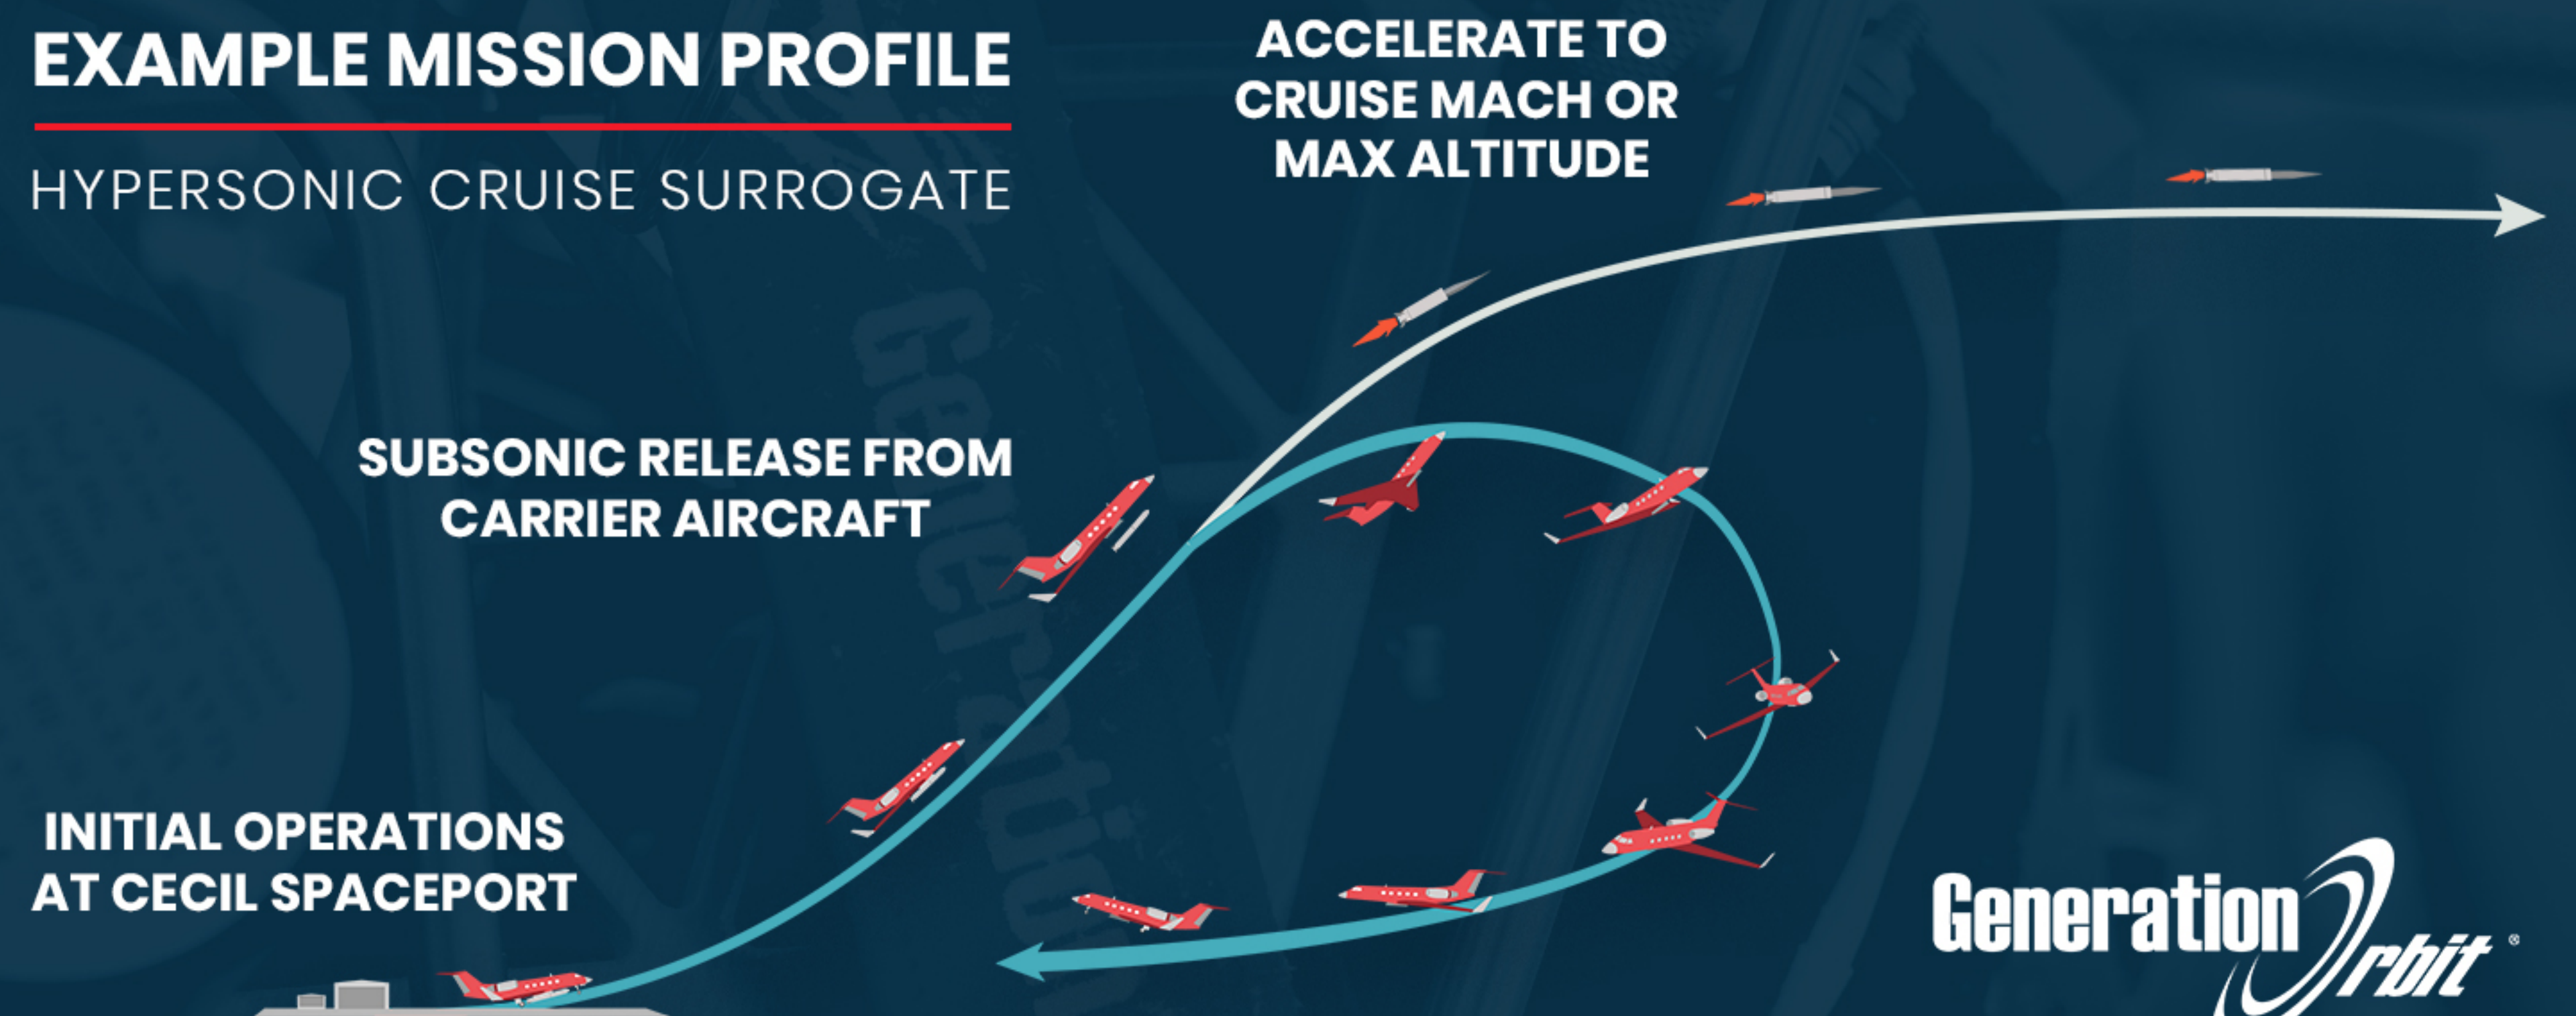 EXAMPLE MISSION PROFILE
HYPERSONIC CRUISE SURROGATE
ACCELERATE TO
CRUISE MACH OR
MAX ALTITUDE
SUBSONIC RELEASE FROM
CARRIER AIRCRAFT
INITIAL OPERATIONS
AT CECIL SPACEPORT
Generation
Generation
Orbit ®